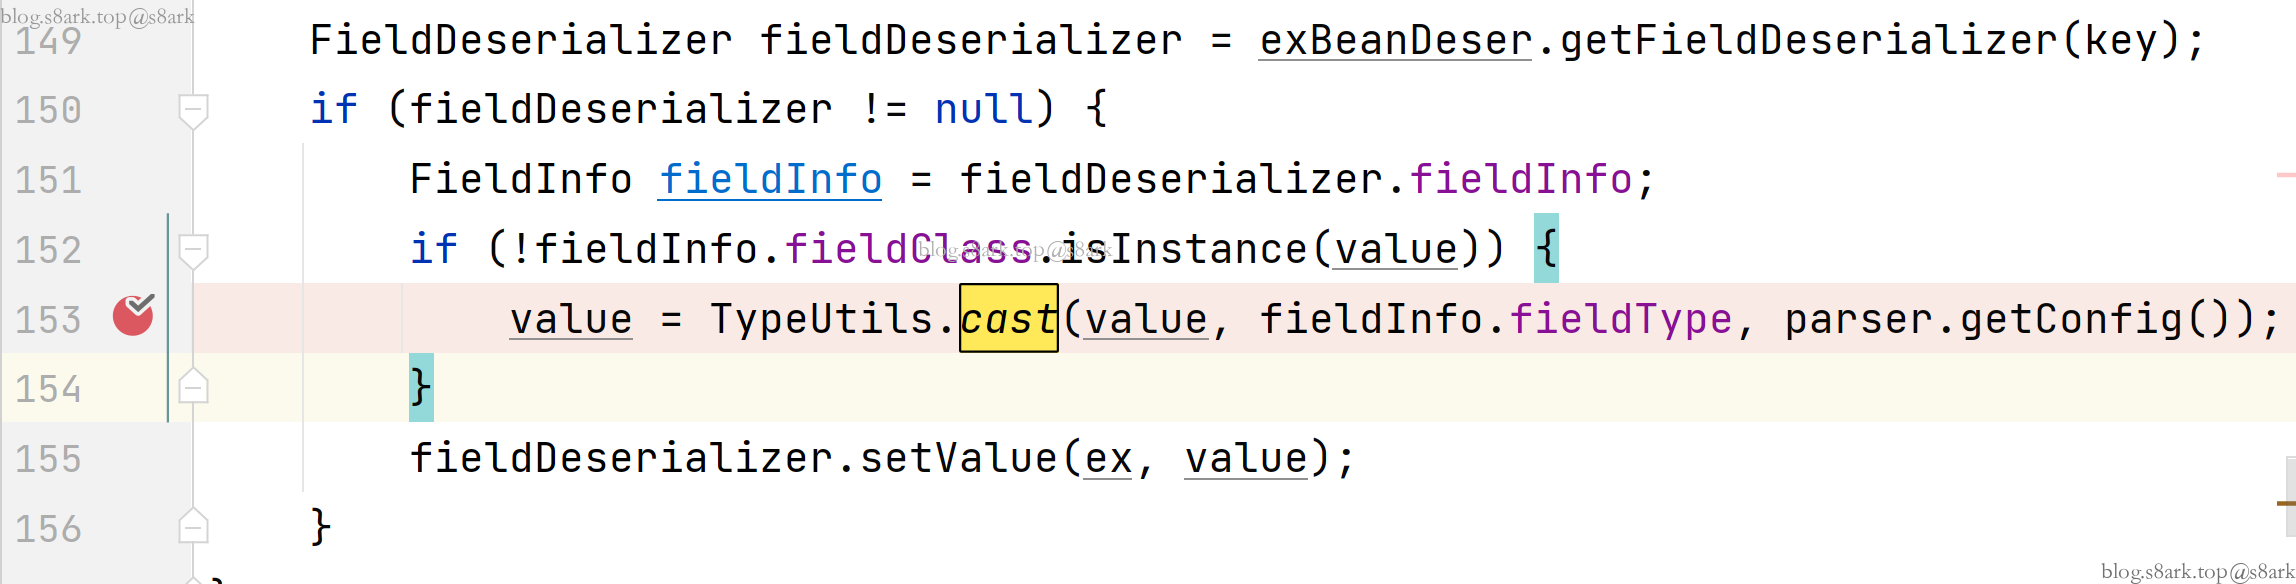 blog.s8ark.top@s8ark
149 FieldDeserializer fieldDeserializer = exBeanDeser.getFieldDeserializer(key);
150 if (fieldDeserializer != null) {
151 FieldInfo fieldInfo = fieldDeserializer.fieldInfo;
152 if (!fieldInfo.fieldClass.isInstance(value)) {
blog.s8ark.top@s8ark
153 value = TypeUtils.cast(value, fieldInfo.fieldType, parser.getConfig());
154 }
155 fieldDeserializer.setValue(ex, value);
156 }
blog.s8ark.top@s8ark